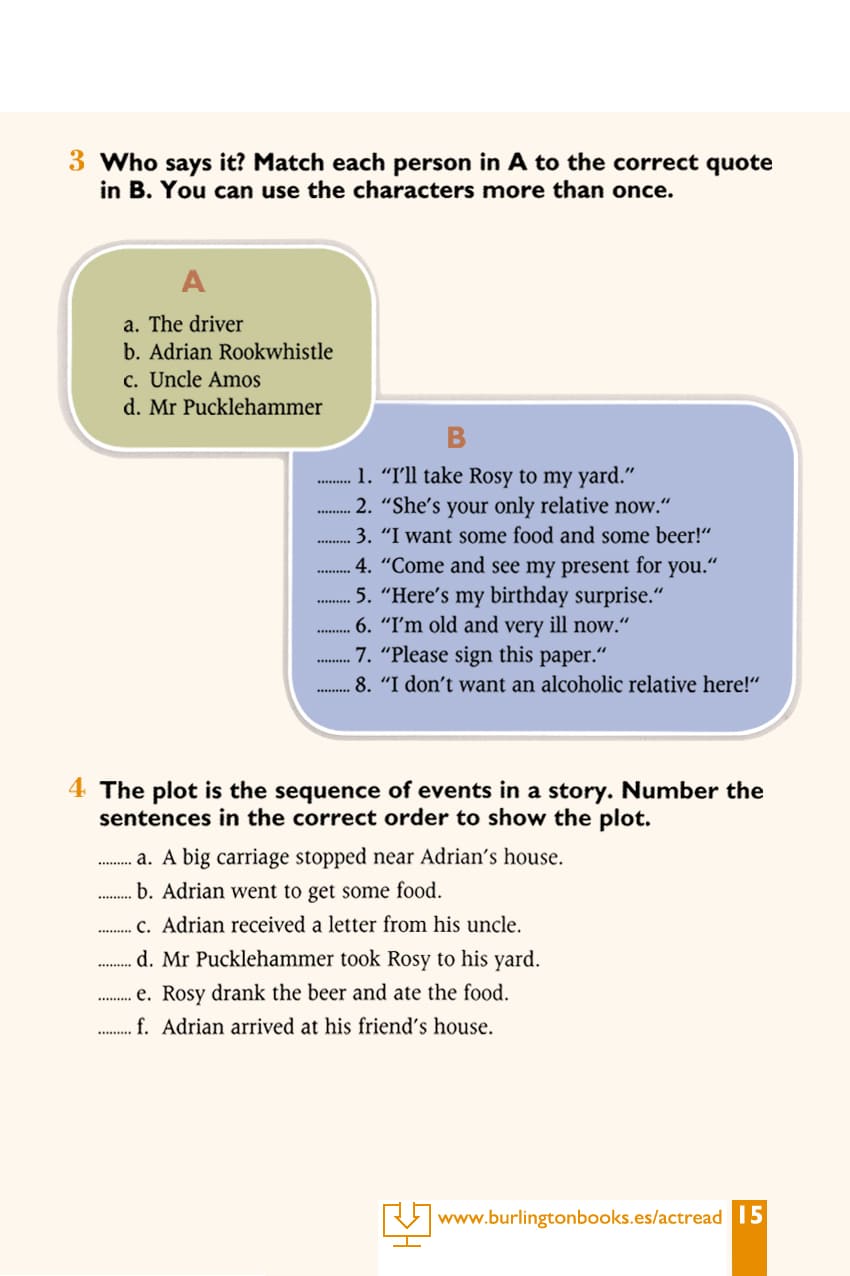 3 Who says it? Match each person in A to the correct quote
in B. You can use the characters more than once.
A
a. The driver
b. Adrian Rookwhistle
c. Uncle Amos
d. Mr Pucklehammer
B
......... 1. “I’ll take Rosy to my yard.”
......... 2. “She’s your only relative now.“
......... 3. “I want some food and some beer!“
......... 4. “Come and see my present for you.“
......... 5. “Here’s my birthday surprise.“
......... 6. “I’m old and very ill now.“
......... 7. “Please sign this paper.“
......... 8. “I don’t want an alcoholic relative here!“
4 The plot is the sequence of events in a story. Number the
sentences in the correct order to show the plot.
......... a. A big carriage stopped near Adrian’s house.
......... b. Adrian went to get some food.
......... c. Adrian received a letter from his uncle.
......... d. Mr Pucklehammer took Rosy to his yard.
......... e. Rosy drank the beer and ate the food.
......... f. Adrian arrived at his friend’s house.
www.burlingtonbooks.es/actread 15